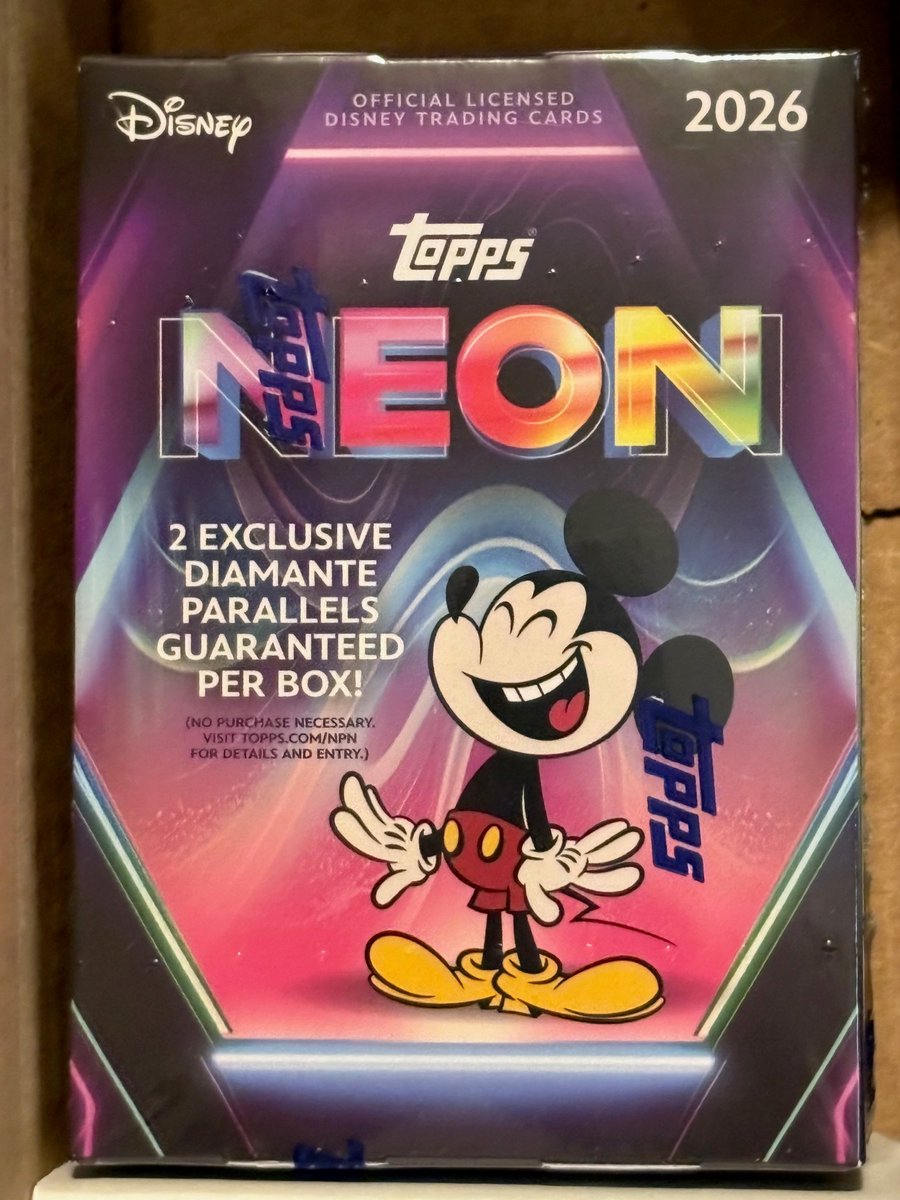 Disney
OFFICIAL LICENSED
DISNEY TRADING CARDS
2026
topps®
NEON
topps
2 EXCLUSIVE
DIAMANTE
PARALLELS
GUARANTEED
PER BOX!
(NO PURCHASE NECESSARY.
VISIT TOPPS.COM/NPN
FOR DETAILS AND ENTRY.)
topps